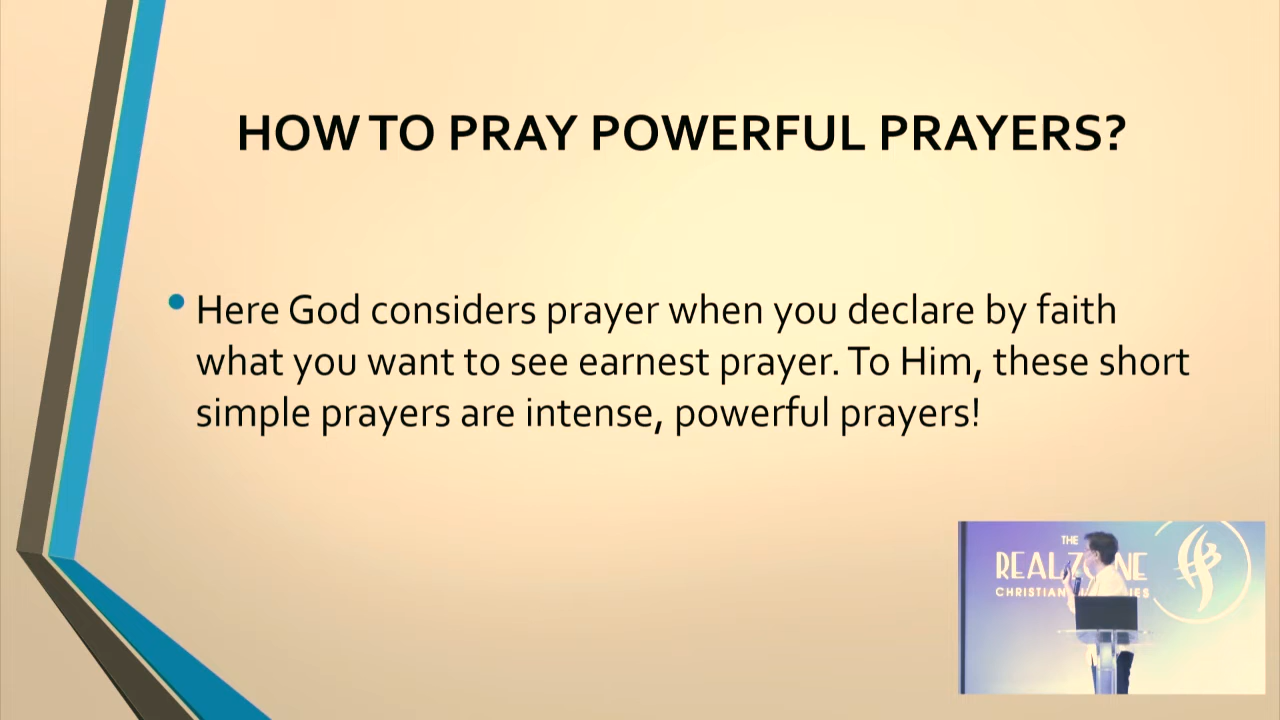 HOW TO PRAY POWERFUL PRAYERS?
Here God considers prayer when you declare by faith
what you want to see earnest prayer. To Him, these short
simple prayers are intense, powerful prayers!
THE
CHRISTIAN